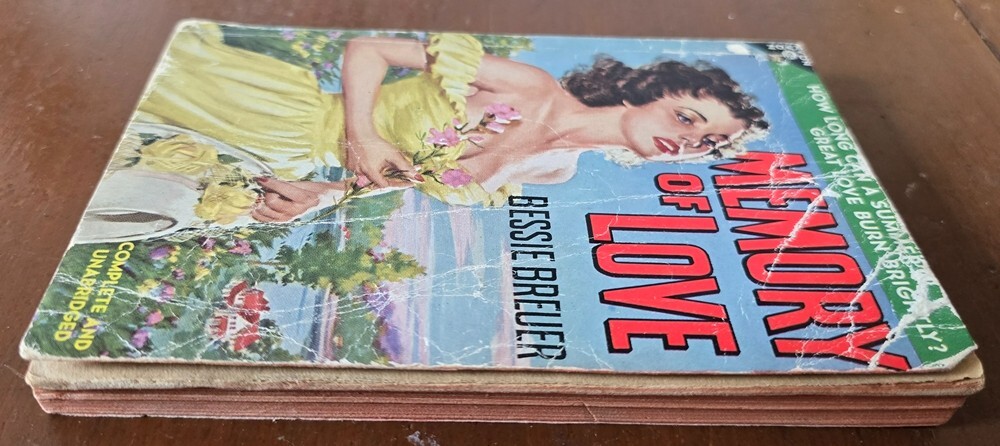 HOW LONG CAN A SUMMER'S
GREAT LOVE BURN BRIGHTLY?
MEMORY
OF LOVE
BESSIE BREUER
COMPLETE AND
UNABRIDGED